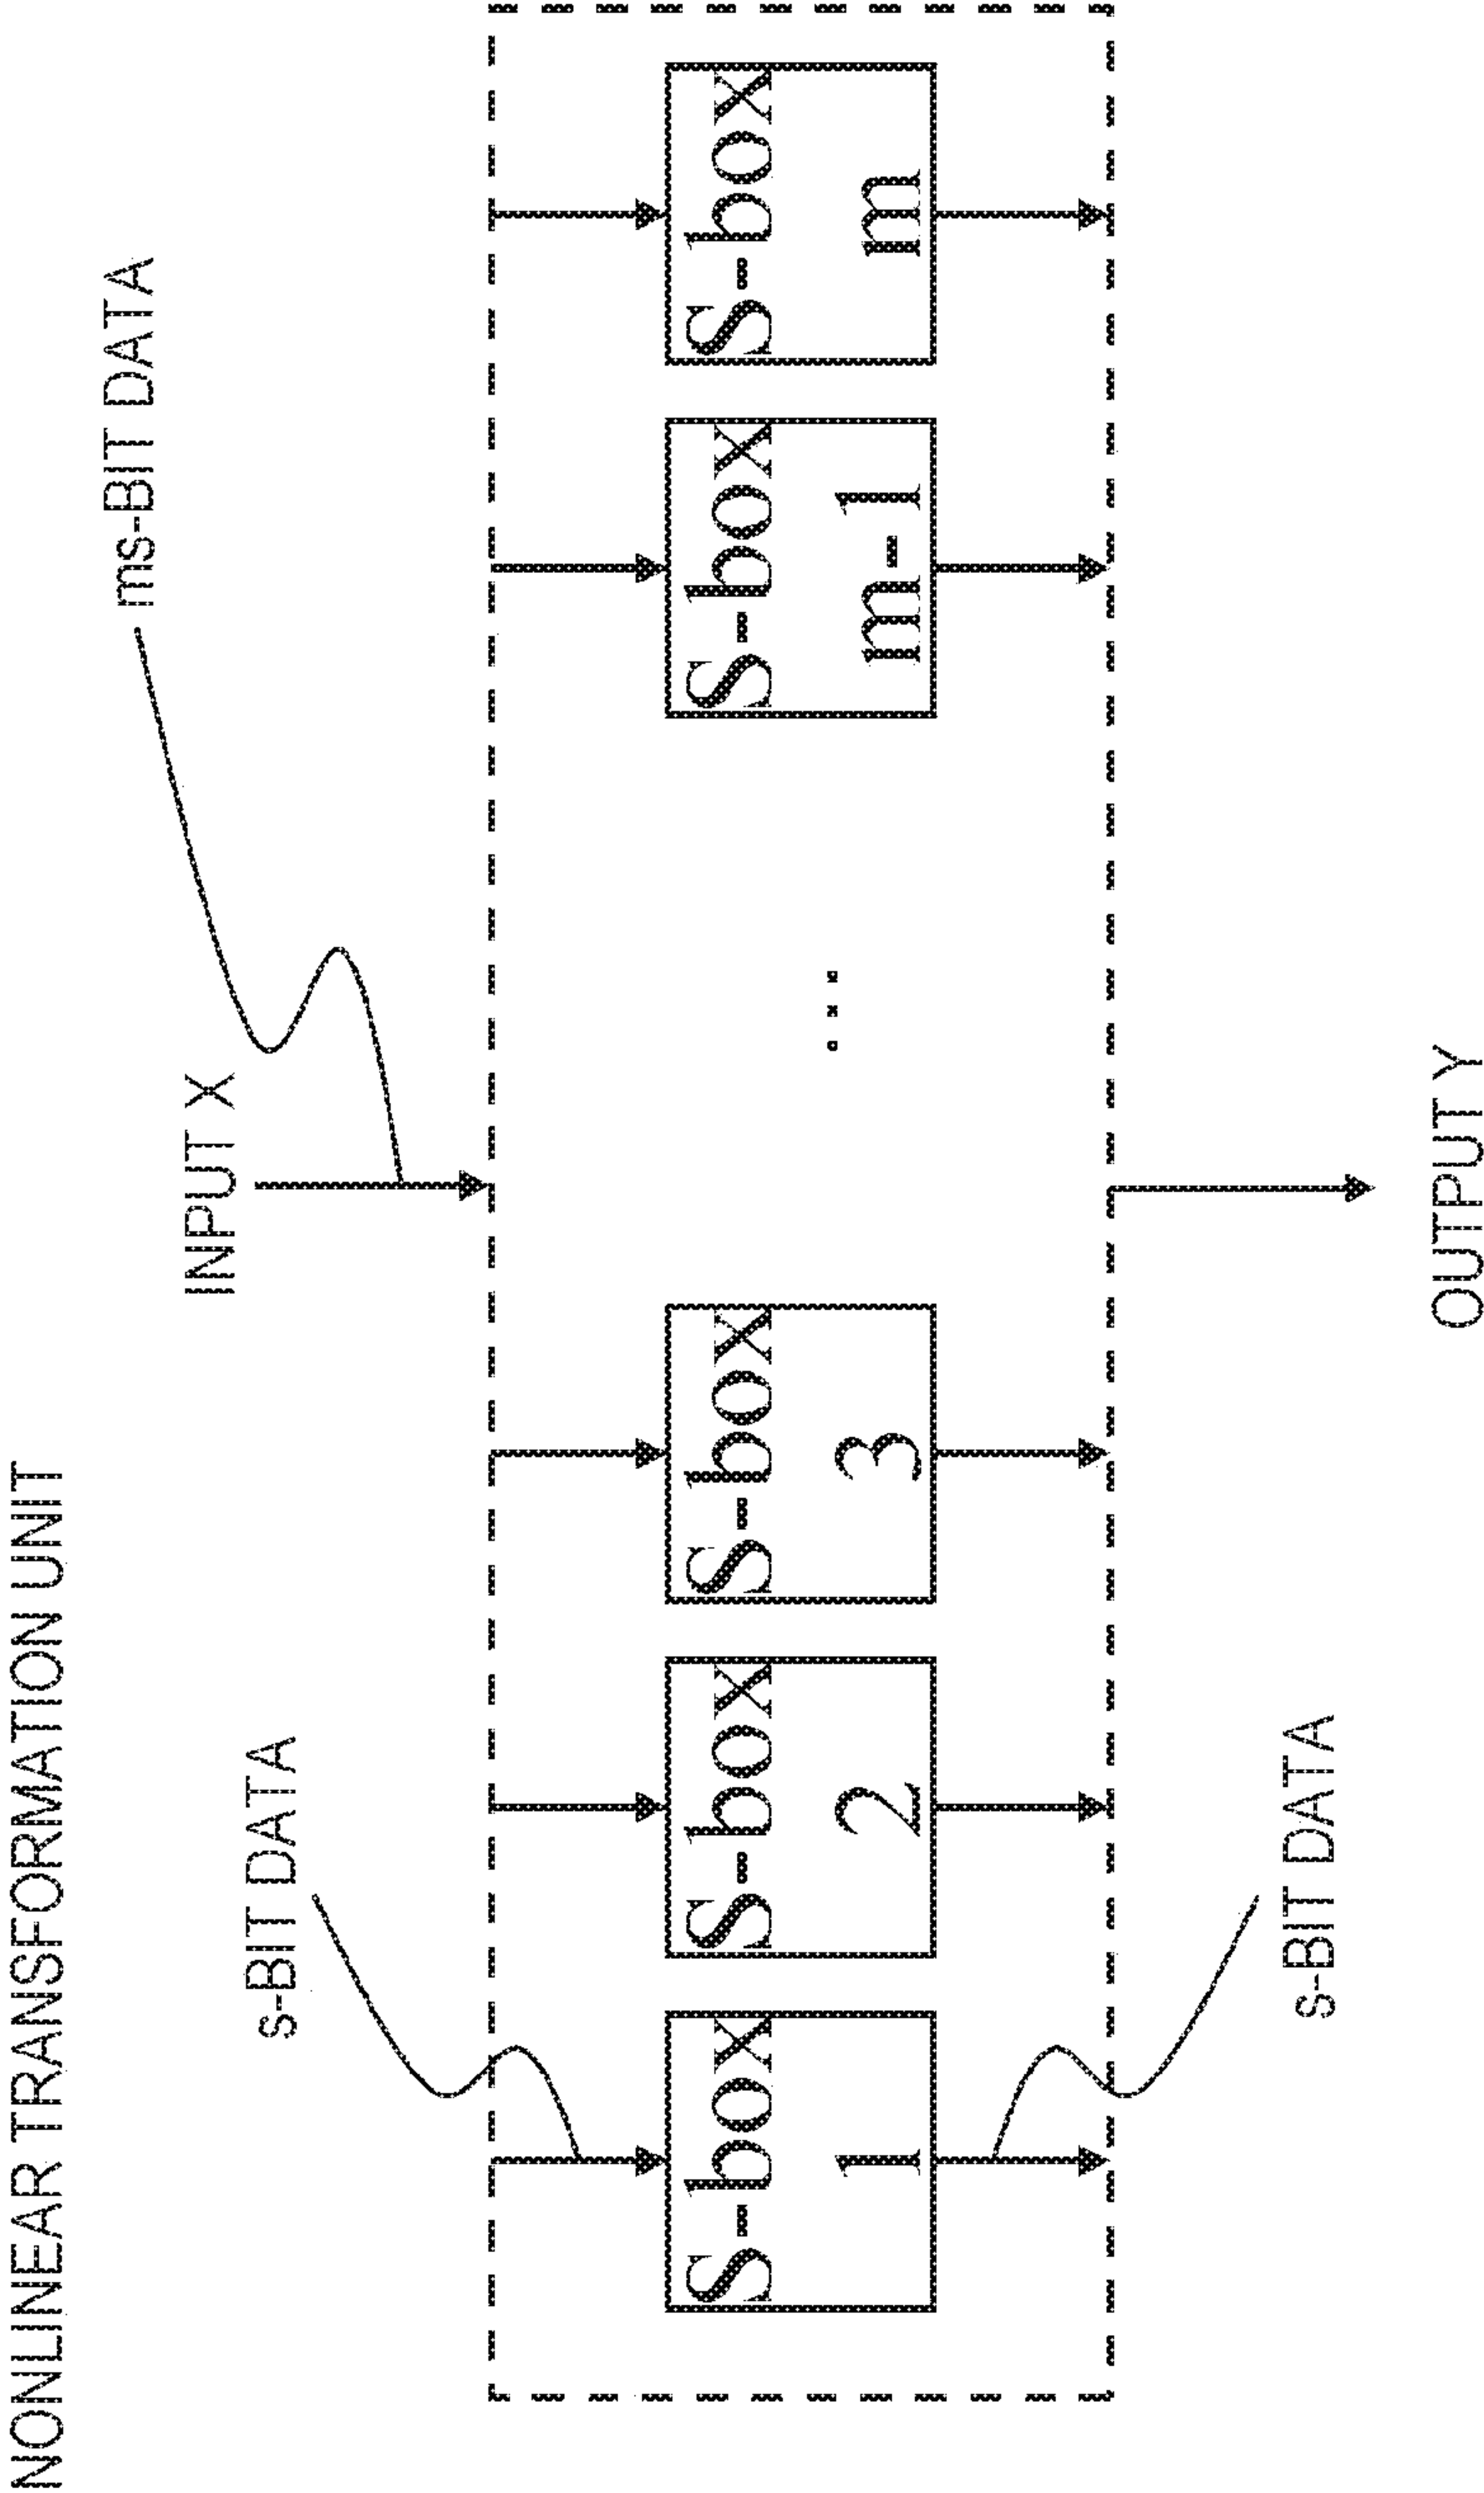 NONLINEAR TRANSFORMATION UNIT
ms-BIT DATA
INPUT X
s-BIT DATA
S-box
1
S-box
2
S-box
3
...
S-box
m-1
S-box
m
s-BIT DATA
OUTPUT Y